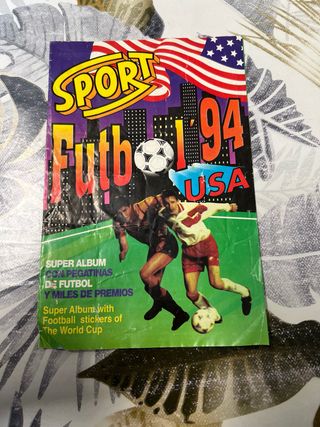 SPORT
Futbol '94
USA
SUPER ALBUM
CON PEGATINAS
DE FUTBOL
Y MILES DE PREMIOS
Super Album with
Football stickers of
The World Cup